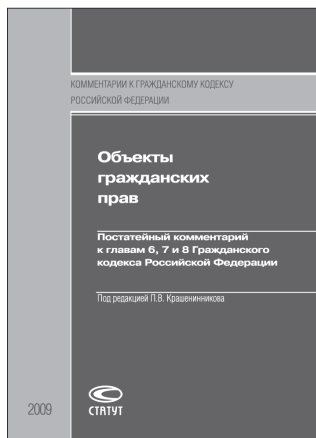 КОММЕНТАРИИ К ГРАЖДАНСКОМУ КОДЕКСУ
РОССИЙСКОЙ ФЕДЕРАЦИИ
Объекты
гражданских
прав
Постатейный комментарий
к главам 6, 7 и 8 Гражданского
кодекса Российской Федерации
Под редакцией П.В. Крашенинникова
2009
СТАТУТ